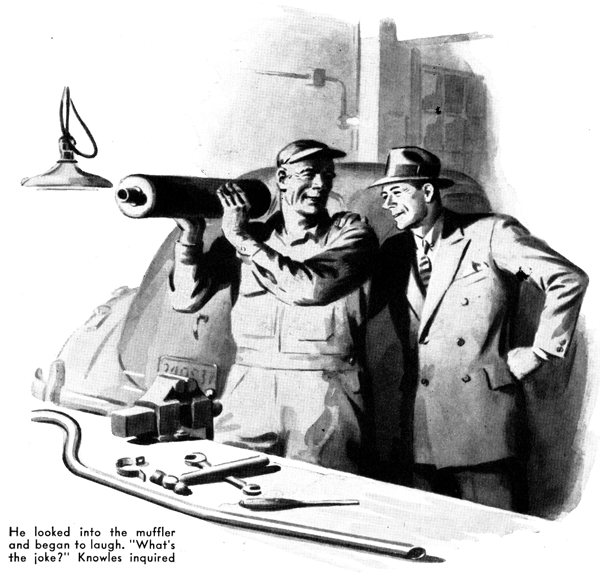 He looked into the muffler
and began to laugh. "What's
the joke?" Knowles inquired